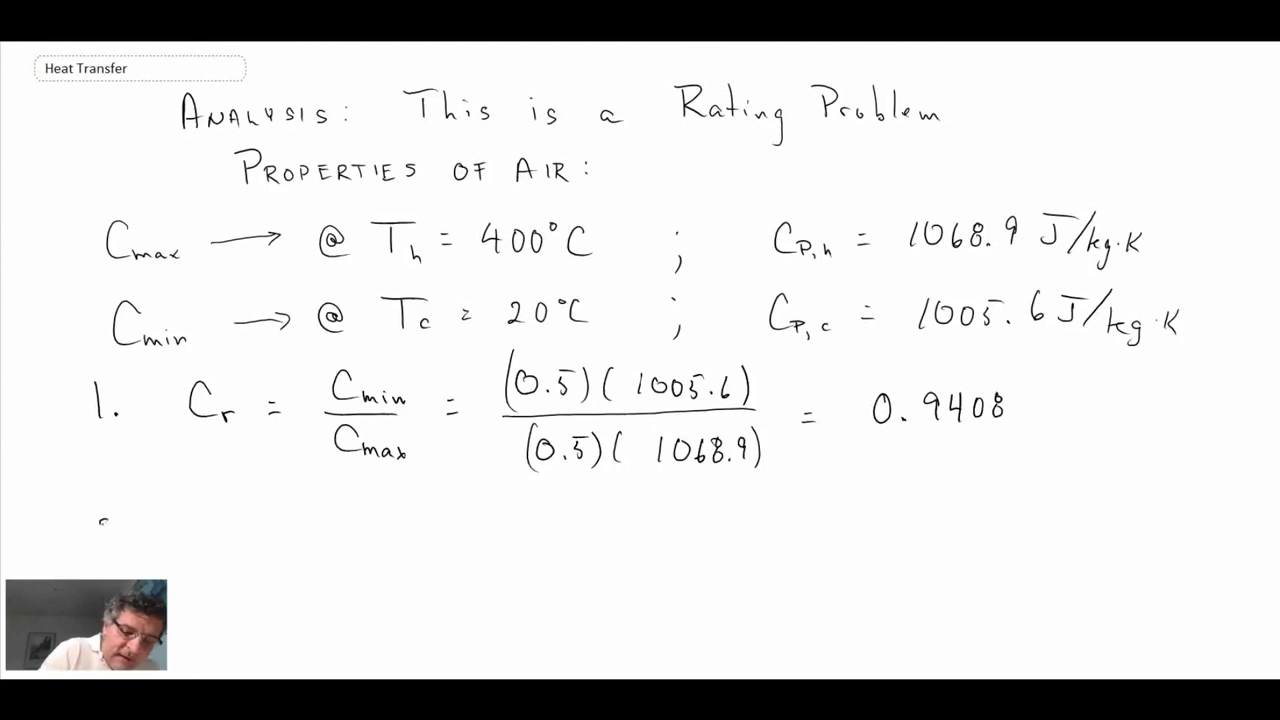 Heat Transfer
ANALYSIS: This is a Rating Problem
PROPERTIES OF AIR:
Cmax → @ Th = 400°C ; CP,h = 1068.9 J/kg·K
Cmin → @ Tc = 20°C ; CP,c = 1005.6 J/kg·K
1. Cr = Cmin/Cmax = (0.5)(1005.6)/(0.5)(1068.9) = 0.9408